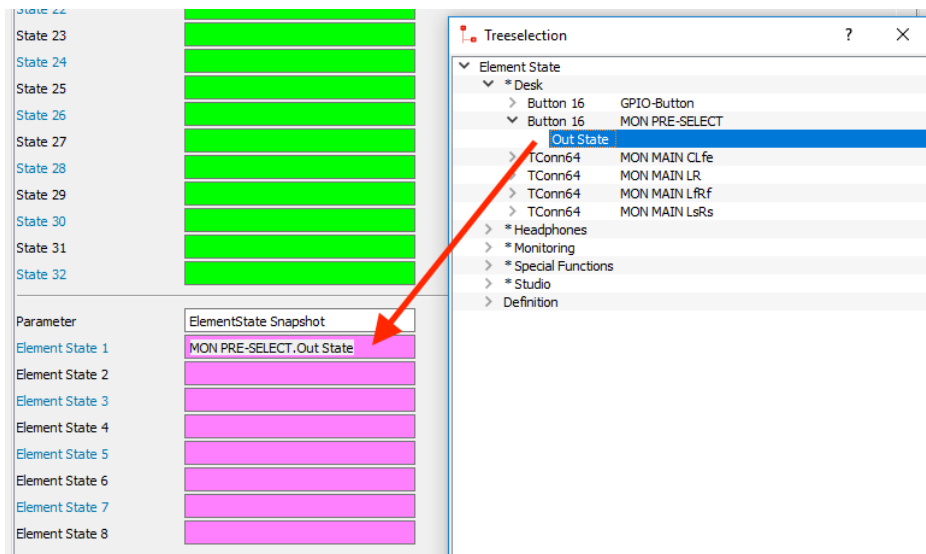 State 22
State 23
State 24
State 25
State 26
State 27
State 28
State 29
State 30
State 31
State 32
Parameter ElementState Snapshot
Element State 1 MON PRE-SELECT.Out State
Element State 2
Element State 3
Element State 4
Element State 5
Element State 6
Element State 7
Element State 8
Treeselection ?
Element State
* Desk
Button 16 GPIO-Button
Button 16 MON PRE-SELECT
Out State
TConn64 MON MAIN CLfe
TConn64 MON MAIN LR
TConn64 MON MAIN LfRf
TConn64 MON MAIN LsRs
* Headphones
* Monitoring
* Special Functions
* Studio
Definition